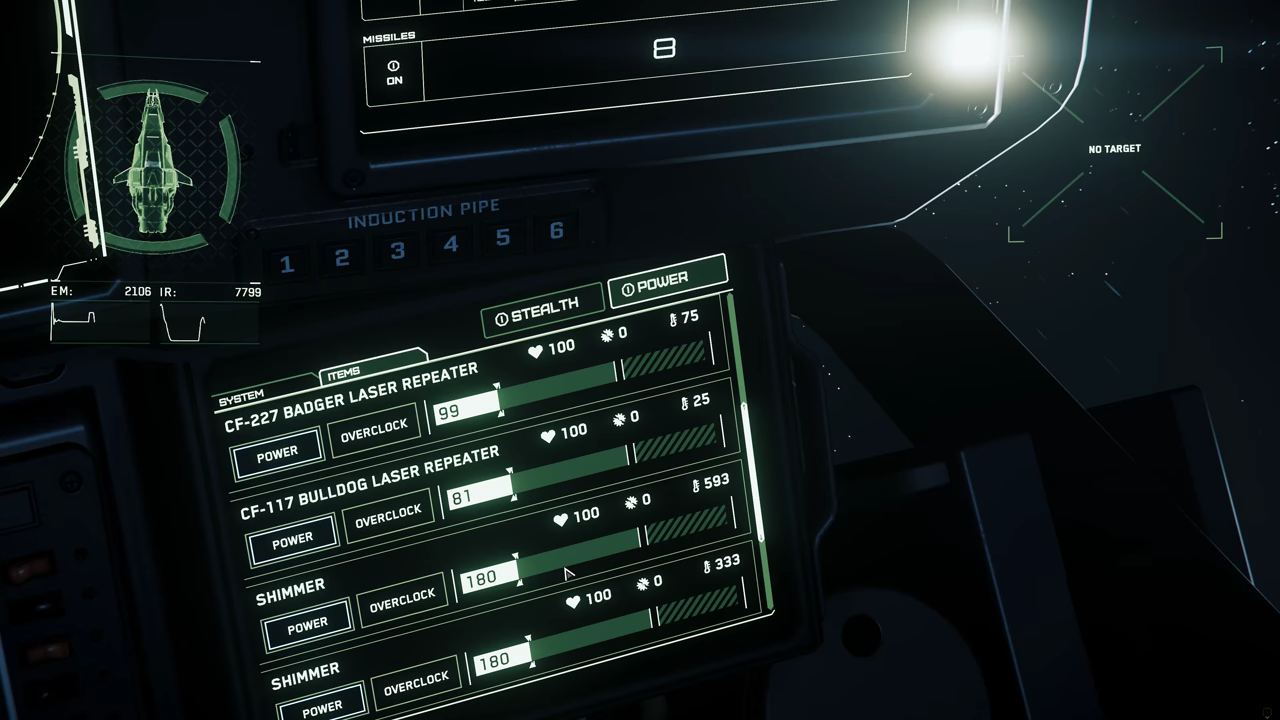 MISSILES
ON
8
NO TARGET
INDUCTION PIPE
1 2 3 4 5 6
EM: 2106 IR: 7799
STEALTH POWER
SYSTEM ITEMS
CF-227 BADGER LASER REPEATER 100 0 75
POWER OVERCLOCK 99
CF-117 BULLDOG LASER REPEATER 100 0 25
POWER OVERCLOCK 81
SHIMMER 100 0 593
POWER OVERCLOCK 180
SHIMMER 100 0 333
POWER OVERCLOCK 180